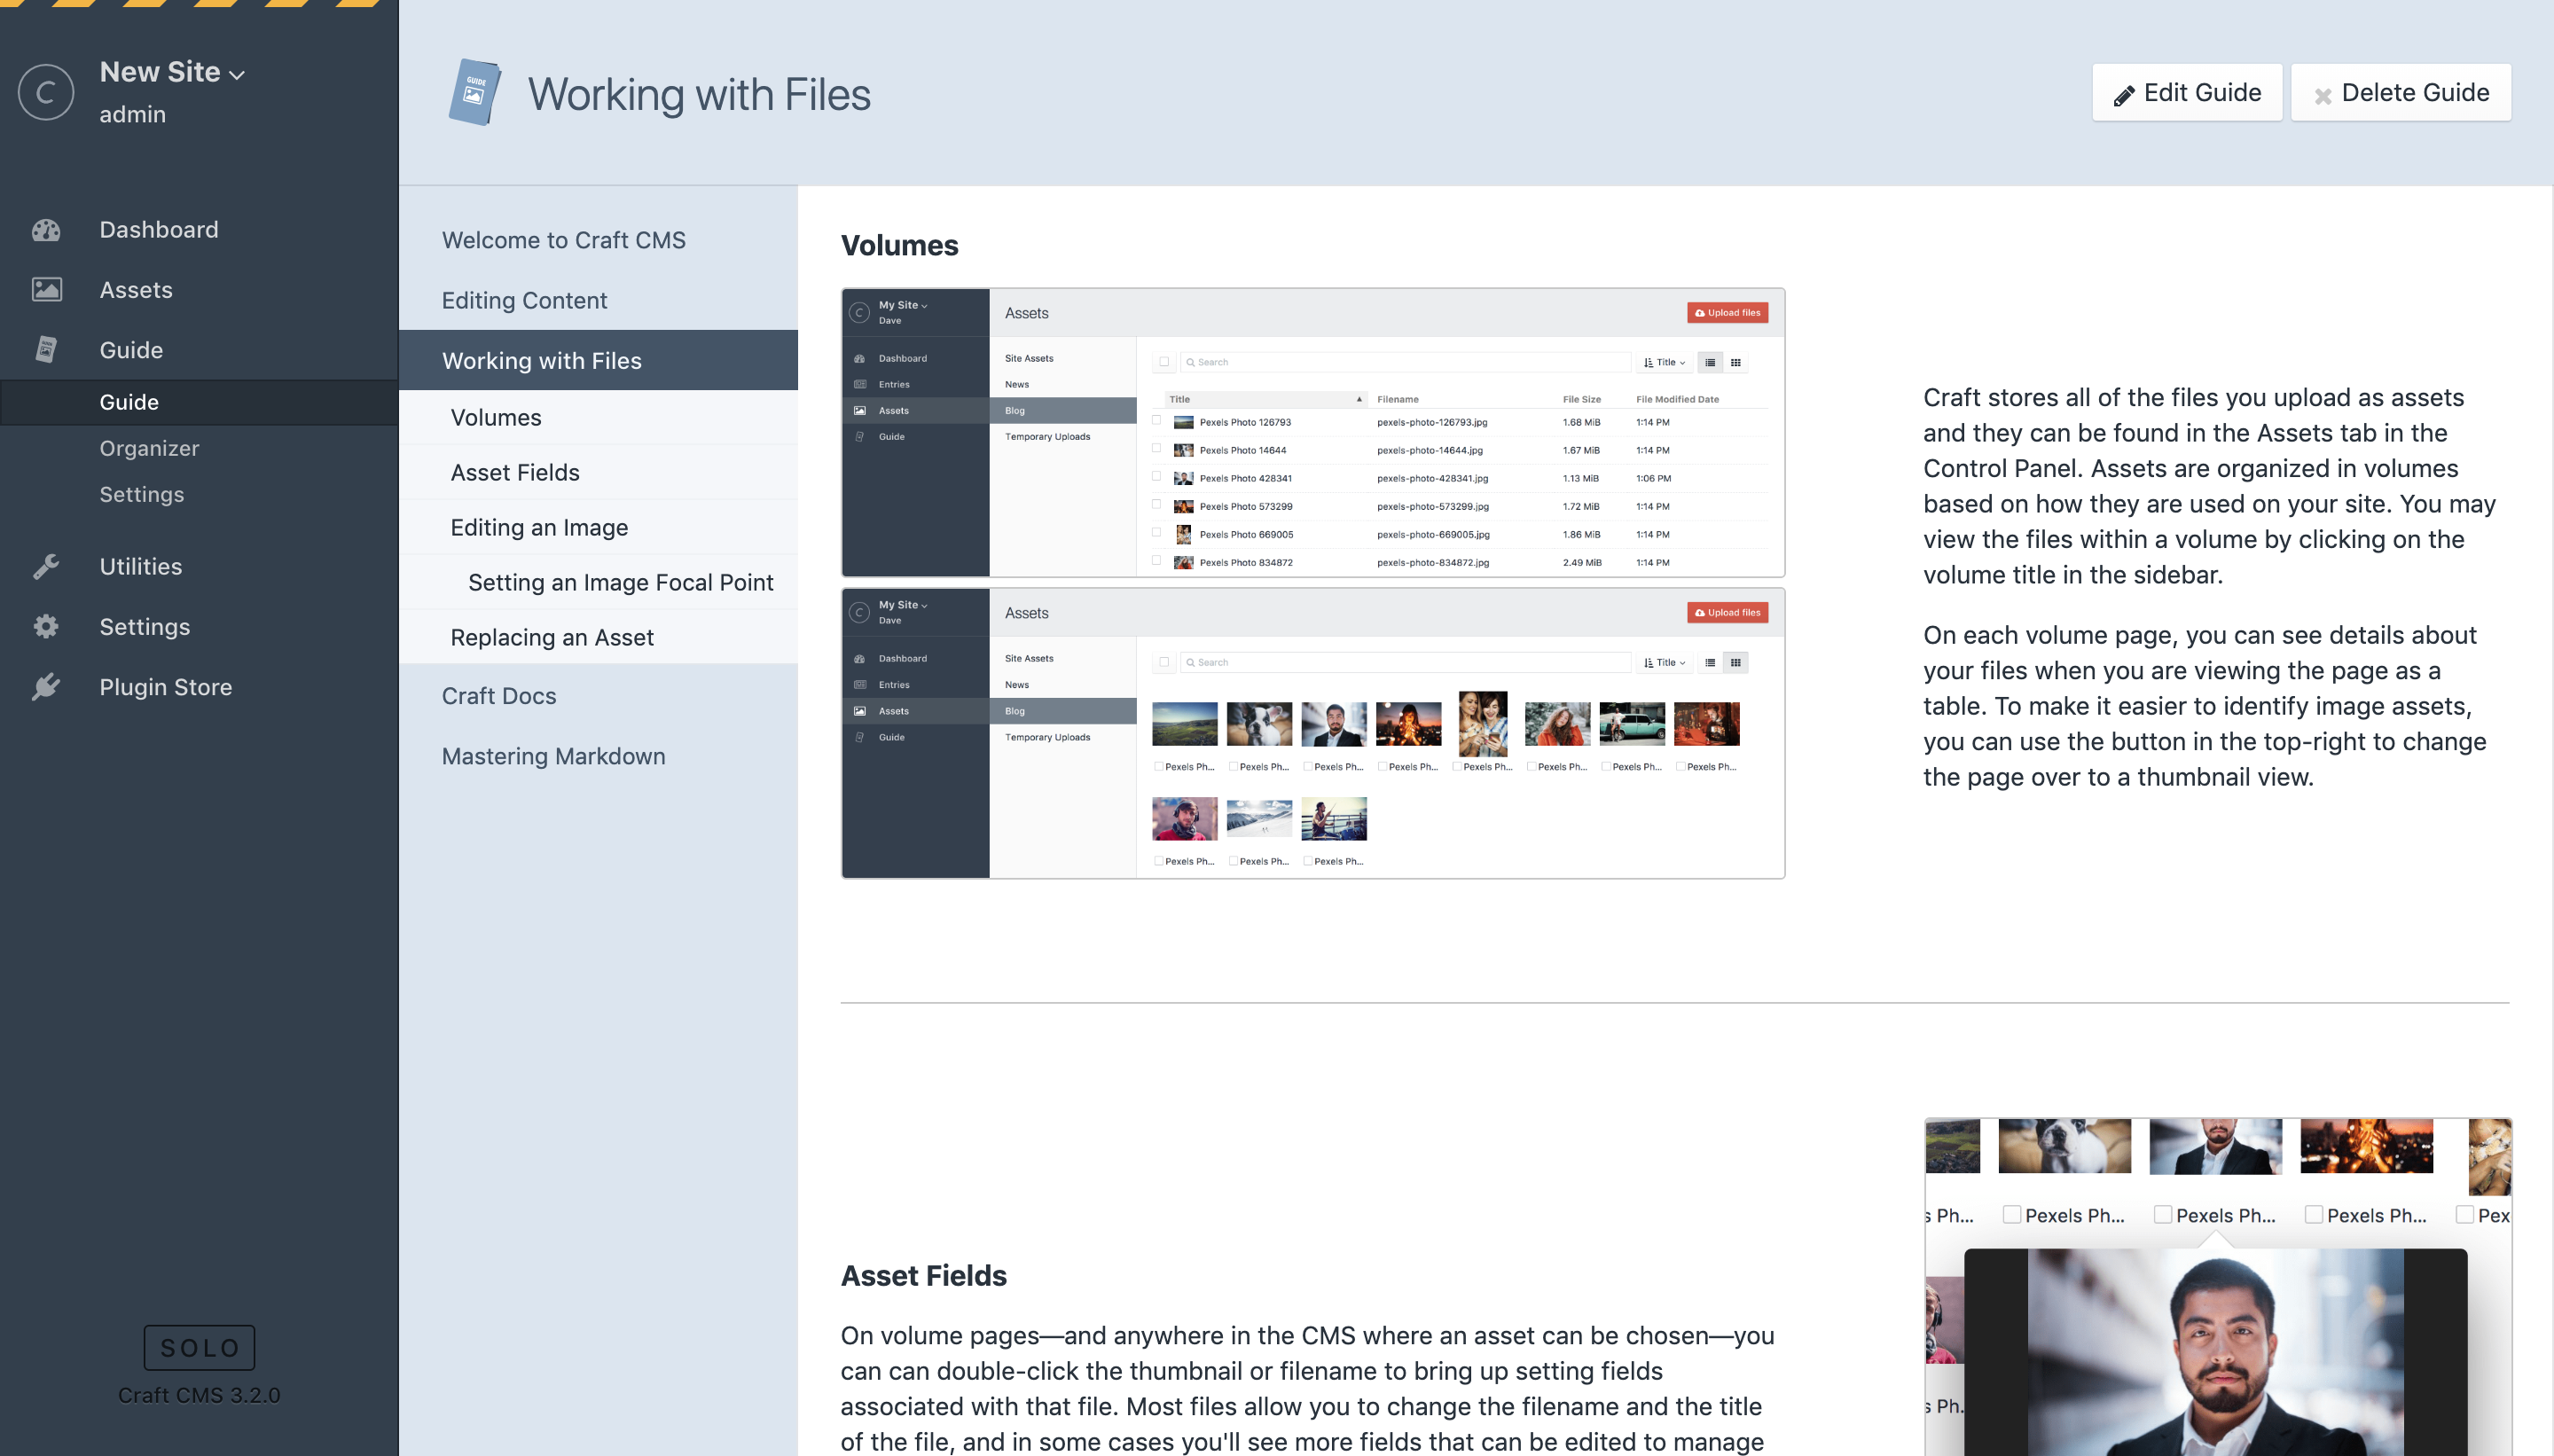 New Site
admin
Dashboard
Assets
Guide
Guide
Organizer
Settings
Utilities
Settings
Plugin Store
SOLO
Craft CMS 3.2.0
GUIDE
Working with Files
Edit Guide
Delete Guide
Welcome to Craft CMS
Editing Content
Working with Files
Volumes
Asset Fields
Editing an Image
Setting an Image Focal Point
Replacing an Asset
Craft Docs
Mastering Markdown
Volumes
C
My Site
Dave
Assets
Upload files
Dashboard
Entries
Assets
Guide
Site Assets
News
Blog
Temporary Uploads
Search
Title
Title Filename File Size File Modified Date
Pexels Photo 126793 pexels-photo-126793.jpg 1.68 MiB 1:14 PM
Pexels Photo 14644 pexels-photo-14644.jpg 1.67 MiB 1:14 PM
Pexels Photo 428341 pexels-photo-428341.jpg 1.13 MiB 1:06 PM
Pexels Photo 573299 pexels-photo-573299.jpg 1.72 MiB 1:14 PM
Pexels Photo 669005 pexels-photo-669005.jpg 1.86 MiB 1:14 PM
Pexels Photo 834872 pexels-photo-834872.jpg 2.49 MiB 1:14 PM
C
My Site
Dave
Assets
Upload files
Dashboard
Entries
Assets
Guide
Site Assets
News
Blog
Temporary Uploads
Search
Title
Pexels Ph... Pexels Ph... Pexels Ph... Pexels Ph... Pexels Ph... Pexels Ph... Pexels Ph... Pexels Ph...
Pexels Ph... Pexels Ph... Pexels Ph...
Craft stores all of the files you upload as assets
and they can be found in the Assets tab in the
Control Panel. Assets are organized in volumes
based on how they are used on your site. You may
view the files within a volume by clicking on the
volume title in the sidebar.
On each volume page, you can see details about
your files when you are viewing the page as a
table. To make it easier to identify image assets,
you can use the button in the top-right to change
the page over to a thumbnail view.
Asset Fields
On volume pages—and anywhere in the CMS where an asset can be chosen—you
can can double-click the thumbnail or filename to bring up setting fields
associated with that file. Most files allow you to change the filename and the title
of the file, and in some cases you'll see more fields that can be edited to manage
s Ph... Pexels Ph... Pexels Ph... Pexels Ph... Pex
s Ph.